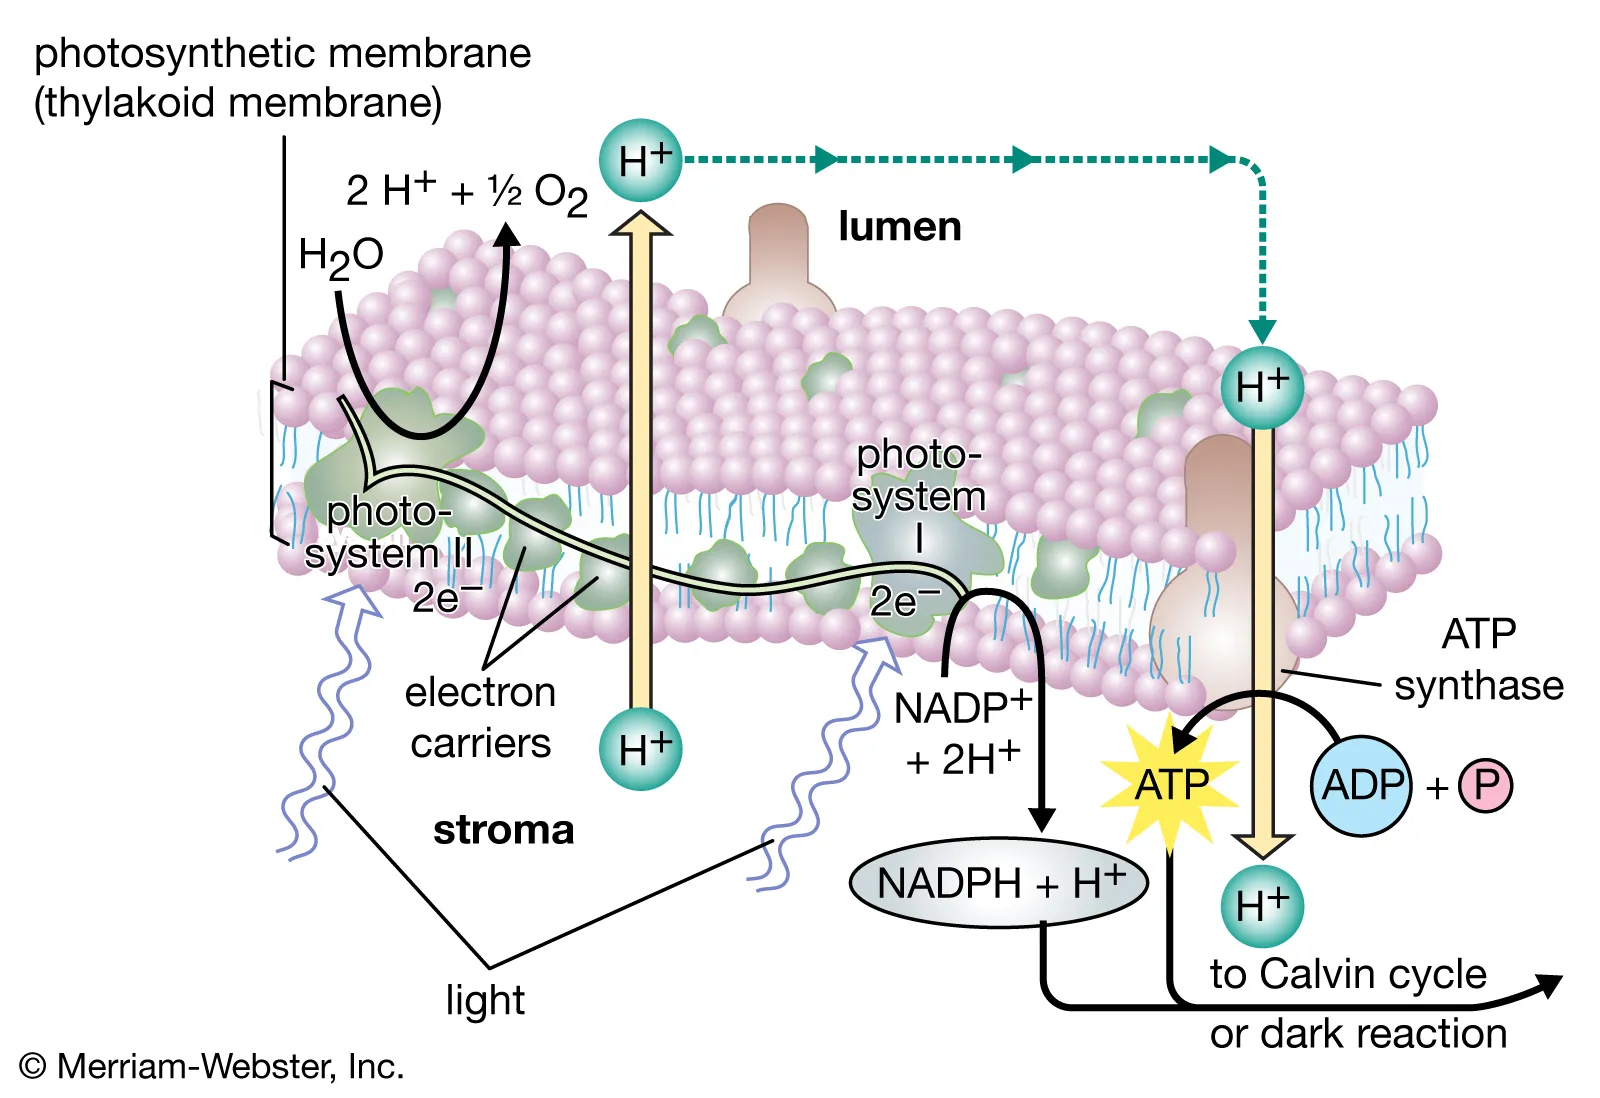 photosynthetic membrane
(thylakoid membrane)
H+
2 H+ + ½ O2
H2O
lumen
H+
photo-
system
I
photo-
system II
2e−
2e−
ATP
synthase
electron
carriers
NADP+
+ 2H+
H+
ATP
ADP + P
stroma
NADPH + H+
H+
to Calvin cycle
or dark reaction
light
© Merriam-Webster, Inc.